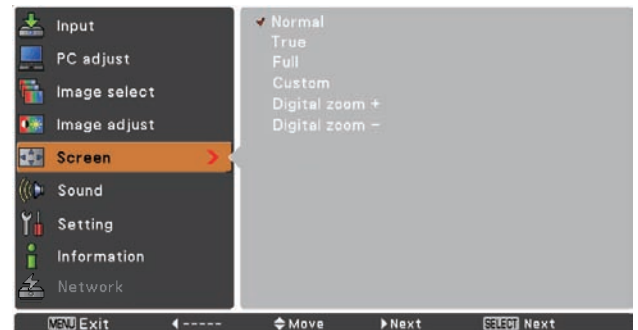 Input
PC adjust
Image select
Image adjust
Screen
Sound
Setting
Information
Network
Normal
True
Full
Custom
Digital zoom +
Digital zoom –
MENU Exit ◀ ----- Move ▶ Next SELECT Next